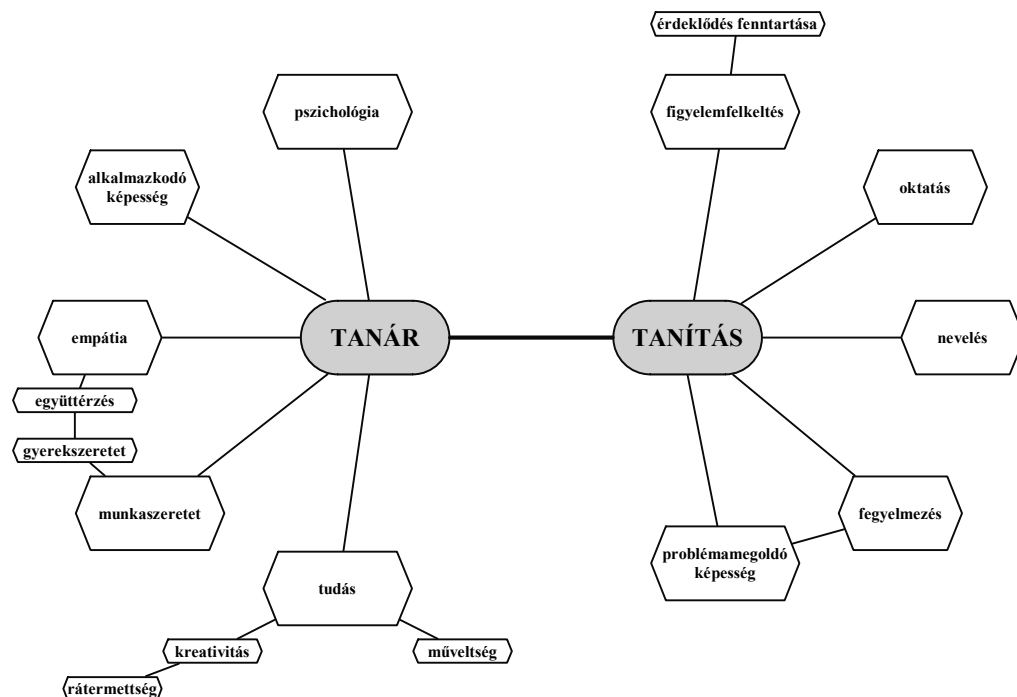 érdeklődés fenntartása
pszichológia
figyelemfelkeltés
alkalmazkodó
képesség
oktatás
TANÁR
TANÍTÁS
empátia
nevelés
együttérzés
gyerekszeretet
munkaszeretet
fegyelmezés
problémamegoldó
képesség
tudás
kreativitás
műveltség
rátermettség